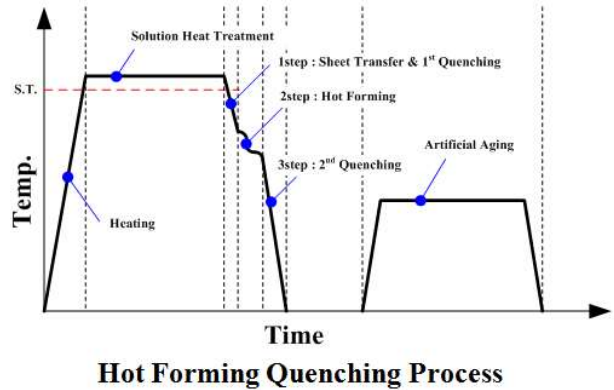 Solution Heat Treatment
1step : Sheet Transfer & 1st Quenching
S.T.
2step : Hot Forming
Artificial Aging
3step : 2nd Quenching
Temp.
Heating
Time
Hot Forming Quenching Process